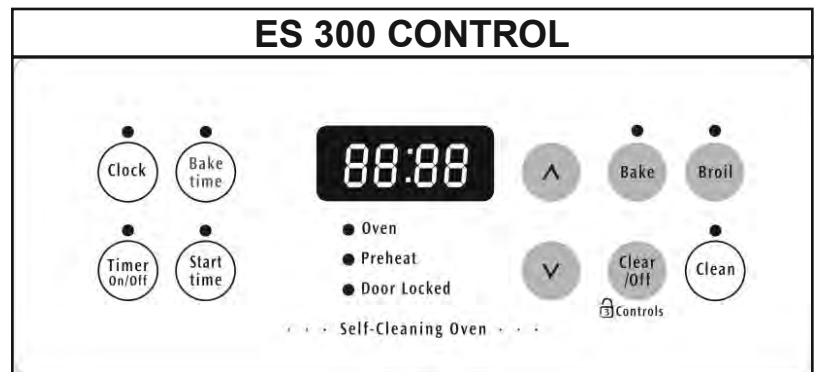 ES 300 CONTROL
Clock
Bake
time
88:88
∧
Bake
Broil
Oven
Timer
On/Off
Start
time
Preheat
∨
Clear
/Off
Clean
Door Locked
3 Controls
· · · Self-Cleaning Oven · · ·